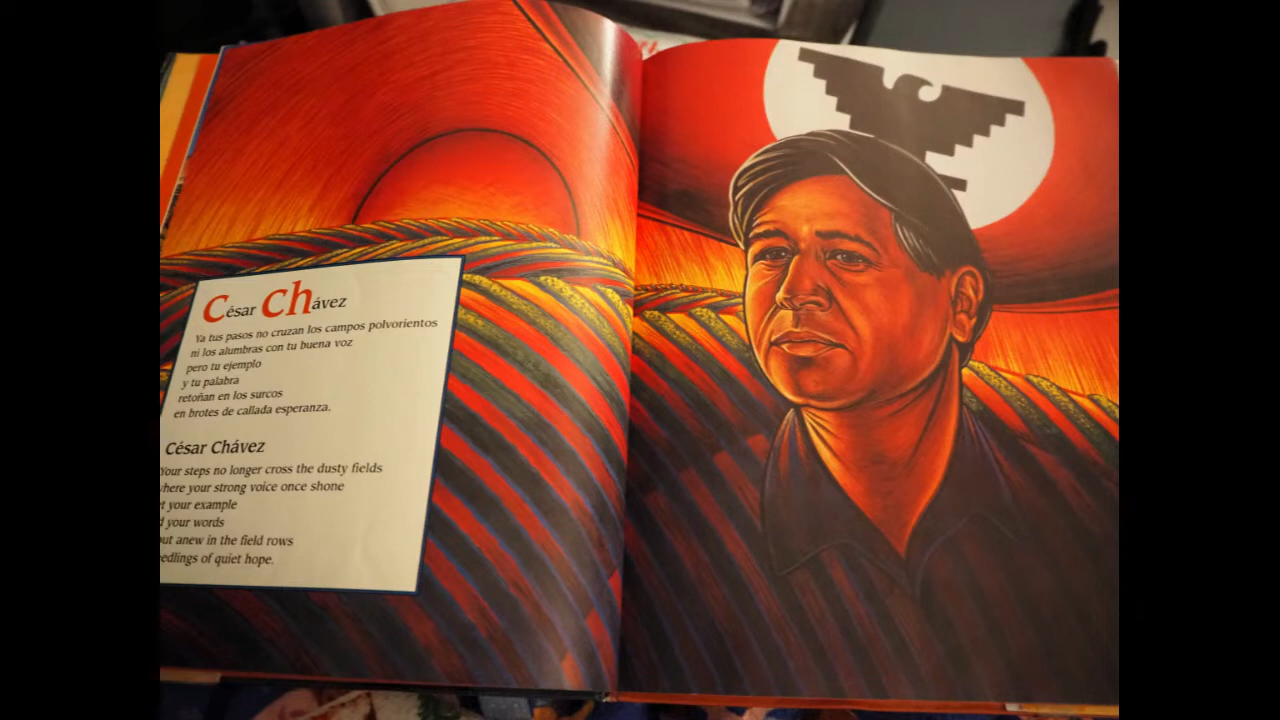 César Chávez
Ya tus pasos no cruzan los campos polvorientos
ni los alumbras con tu buena voz
pero tu ejemplo
y tu palabra
retoñan en los surcos
en brotes de callada esperanza.
César Chávez
Your steps no longer cross the dusty fields
where your strong voice once shone
your example
your words
anew in the field rows
of quiet hope.